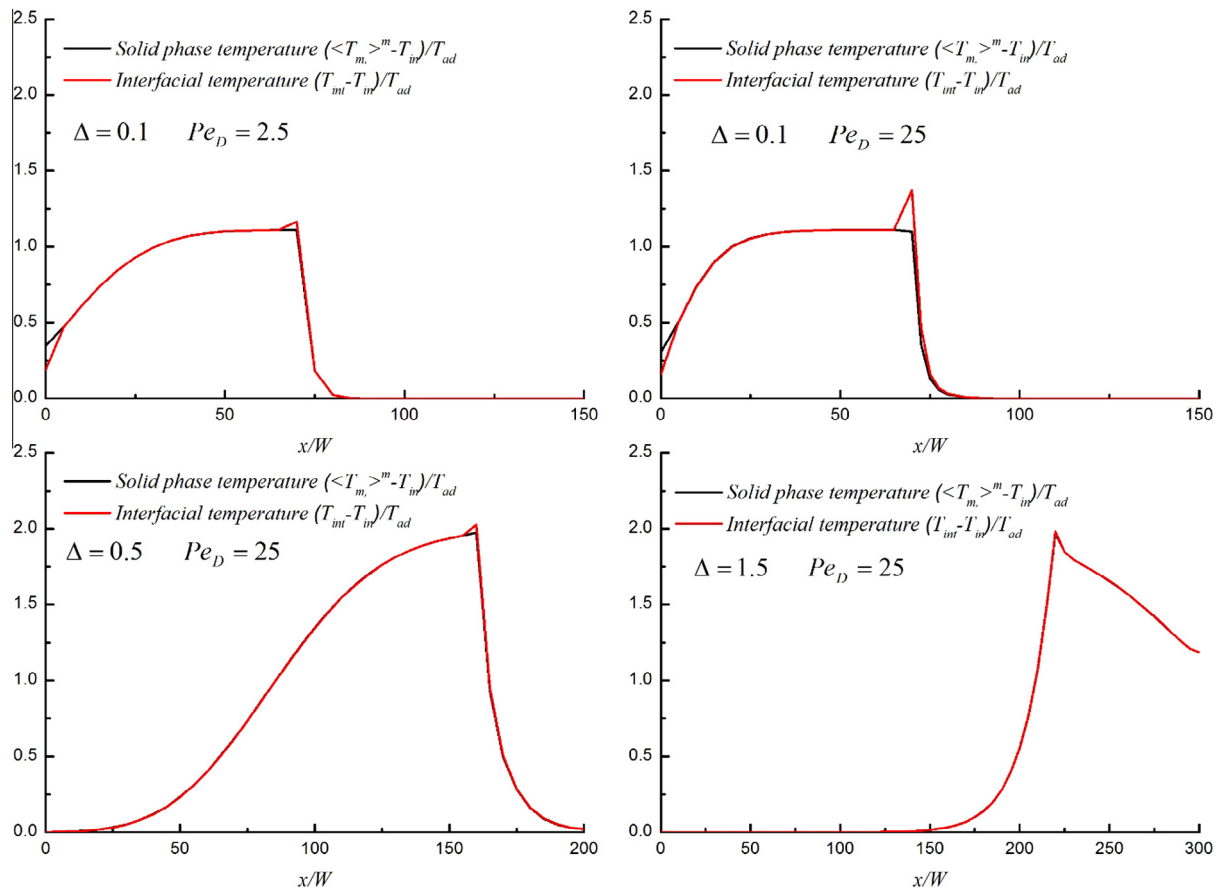 2.5
Solid phase temperature (<T_m,>^m-T_in)/T_ad
2.0
Interfacial temperature (T_int-T_in)/T_ad
Δ = 0.1 Pe_D = 2.5
1.5
1.0
0.5
0.0
0 50 100 150
x/W
2.5
Solid phase temperature (<T_m,>^m-T_in)/T_ad
2.0
Interfacial temperature (T_int-T_in)/T_ad
Δ = 0.1 Pe_D = 25
1.5
1.0
0.5
0.0
0 50 100 150
x/W
2.5
Solid phase temperature (<T_m,>^m-T_in)/T_ad
2.0
Interfacial temperature (T_int-T_in)/T_ad
Δ = 0.5 Pe_D = 25
1.5
1.0
0.5
0.0
0 50 100 150 200
x/W
2.5
Solid phase temperature (<T_m,>^m-T_in)/T_ad
2.0
Interfacial temperature (T_int-T_in)/T_ad
Δ = 1.5 Pe_D = 25
1.5
1.0
0.5
0.0
0 50 100 150 200 250 300
x/W